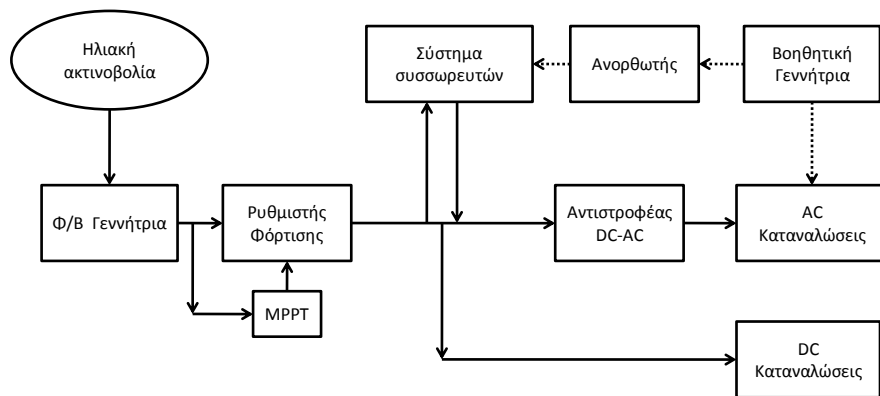 Ηλιακή
ακτινοβολία
Σύστημα
συσσωρευτών
Ανορθωτής
Βοηθητική
Γεννήτρια
Φ/Β Γεννήτρια
Ρυθμιστής
Φόρτισης
Αντιστροφέας
DC-AC
AC
Καταναλώσεις
MPPT
DC
Καταναλώσεις